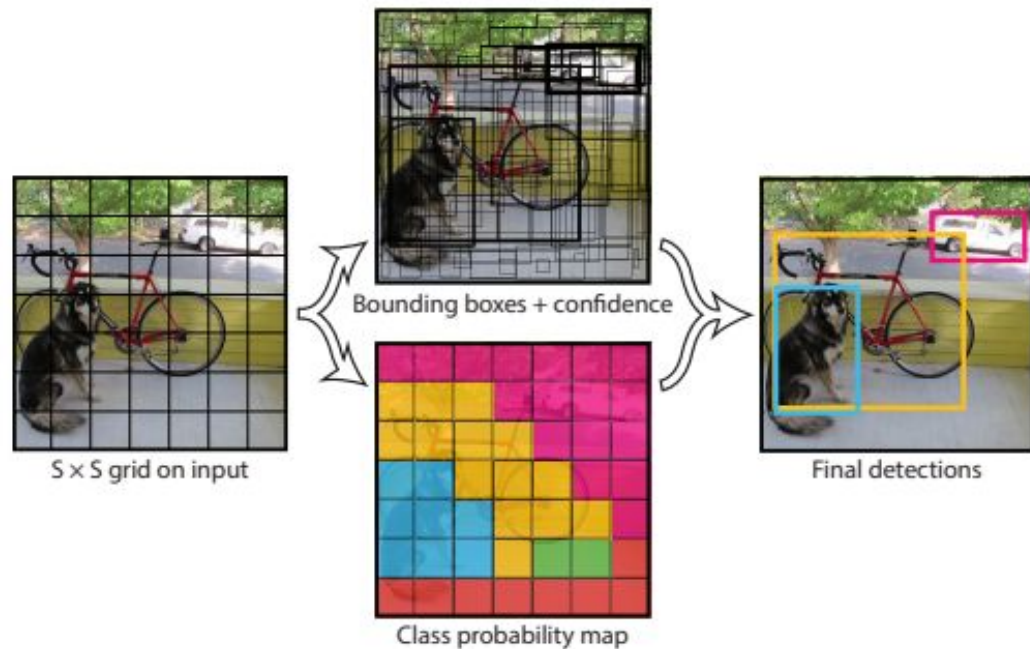 Bounding boxes + confidence
S × S grid on input
Final detections
Class probability map